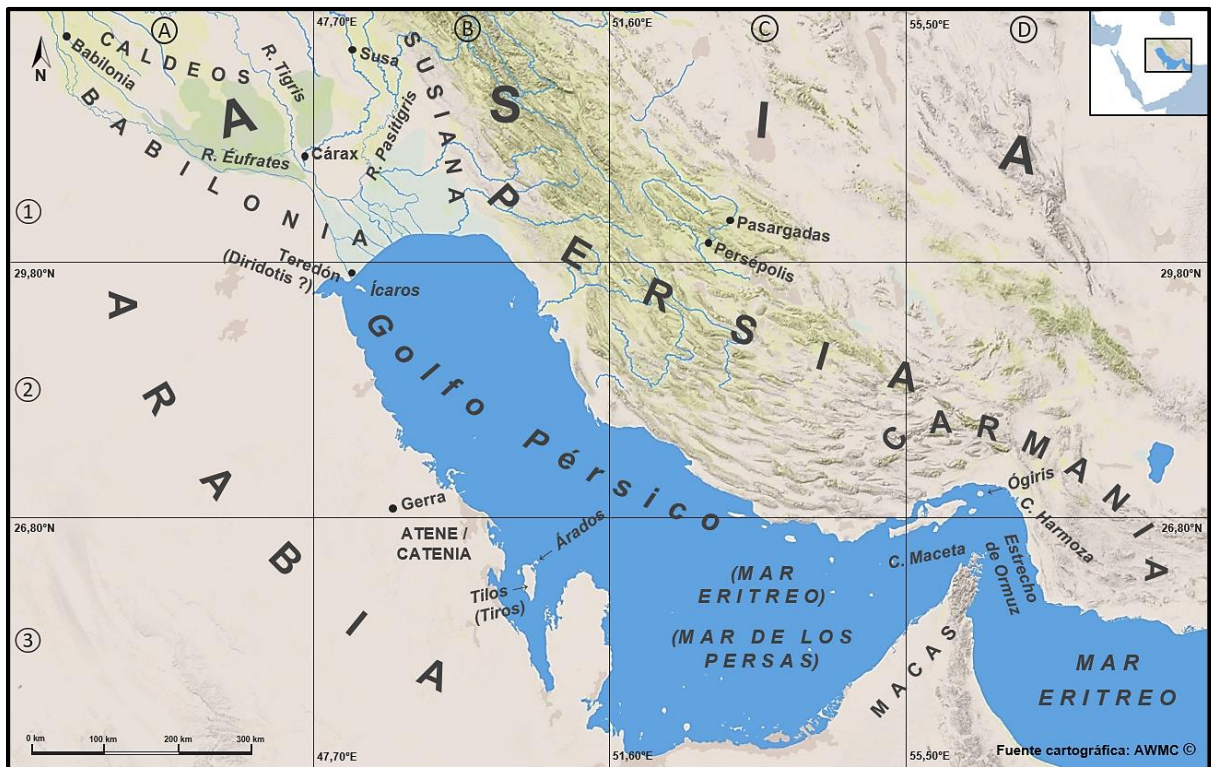 47,70°E
51,60°E
55,50°E
A
B
C
D
N
CALDEOS
Babilonia
BABILONIA
R. Tigris
Susa
SUSIANA
R. Pasitigris
R. Éufrates
Cárax
ASIA
PERSIA
Pasargadas
Persépolis
1
29,80°N
29,80°N
Teredón
(Diridotis ?)
Ícaros
ARABIA
Golfo Pérsico
2
CARMANIA
Ógiris
C. Harmoza
Gerra
26,80°N
26,80°N
ATENE /
CATENIA
Árados
Tilos
(Tiros)
C. Maceta
Estrecho
de Ormuz
(MAR
ERITREO)
(MAR DE LOS
PERSAS)
3
MACAS
MAR
ERITREO
0 km
100 km
200 km
300 km
47,70°E
51,60°E
55,50°E
Fuente cartográfica: AWMC ©